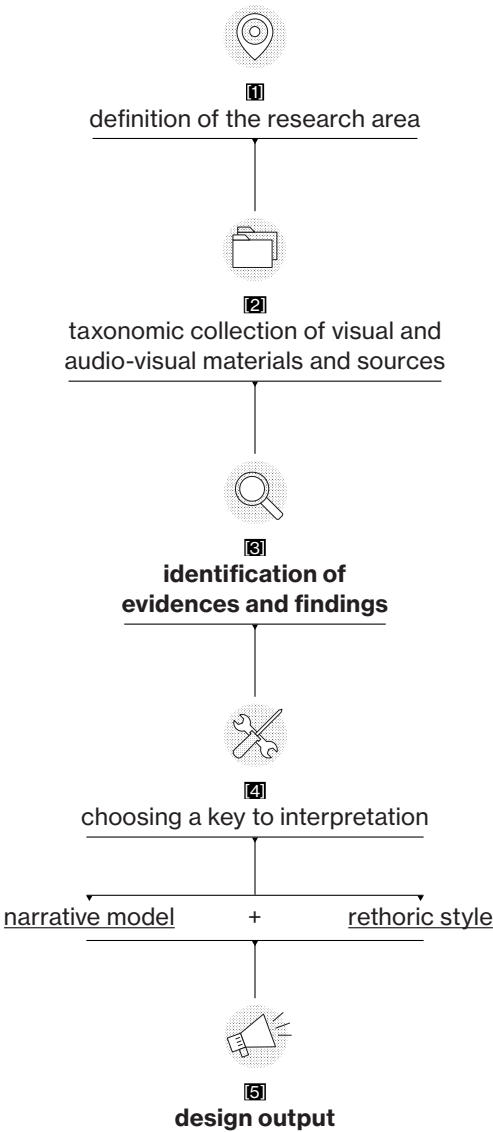 [1]
definition of the research area
[2]
taxonomic collection of visual and
audio-visual materials and sources
[3]
identification of
evidences and findings
[4]
choosing a key to interpretation
narrative model + rethoric style
[5]
design output